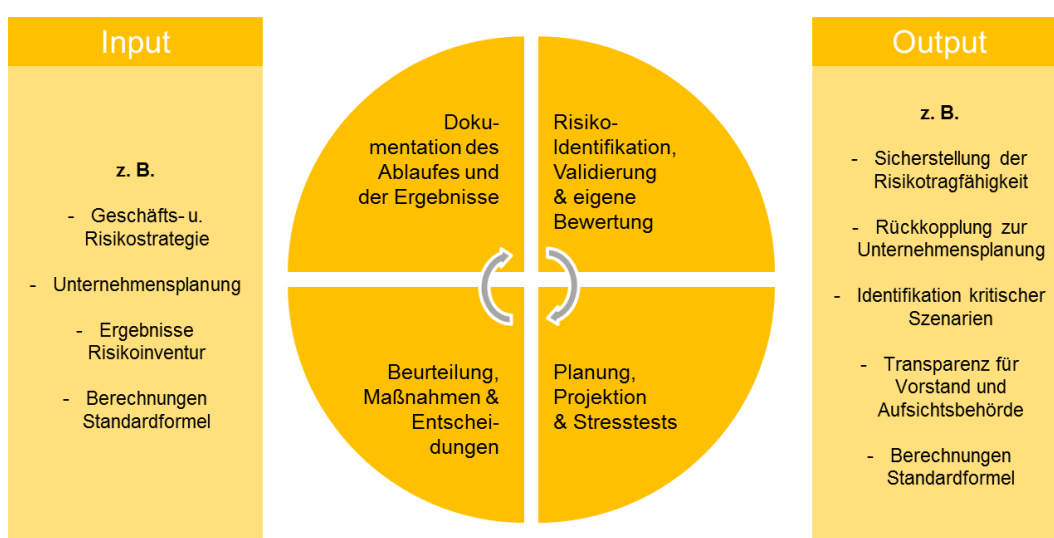 Input
z. B.
- Geschäfts- u.
Risikostrategie
- Unternehmensplanung
- Ergebnisse
Risikoinventur
- Berechnungen
Standardformel
Doku-
mentation des
Ablaufes und
der Ergebnisse
Risiko-
Identifikation,
Validierung
& eigene
Bewertung
Beurteilung,
Maßnahmen &
Entschei-
dungen
Planung,
Projektion
& Stresstests
Output
z. B.
- Sicherstellung der
Risikotragfähigkeit
- Rückkopplung zur
Unternehmensplanung
- Identifikation kritischer
Szenarien
- Transparenz für
Vorstand und
Aufsichtsbehörde
- Berechnungen
Standardformel